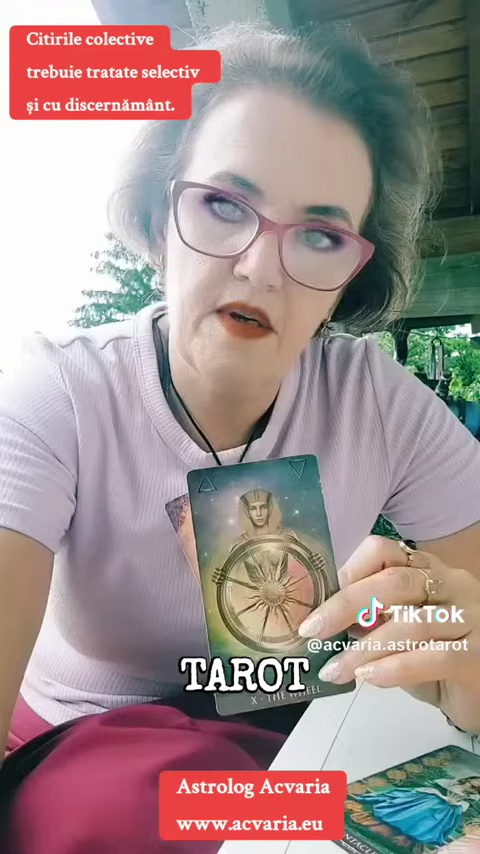 Citirile colective
trebuie tratate selectiv
și cu discernământ.
TikTok
@acvaria.astrotarot
TAROT
X - THE WHEEL
Astrolog Acvaria
www.acvaria.eu